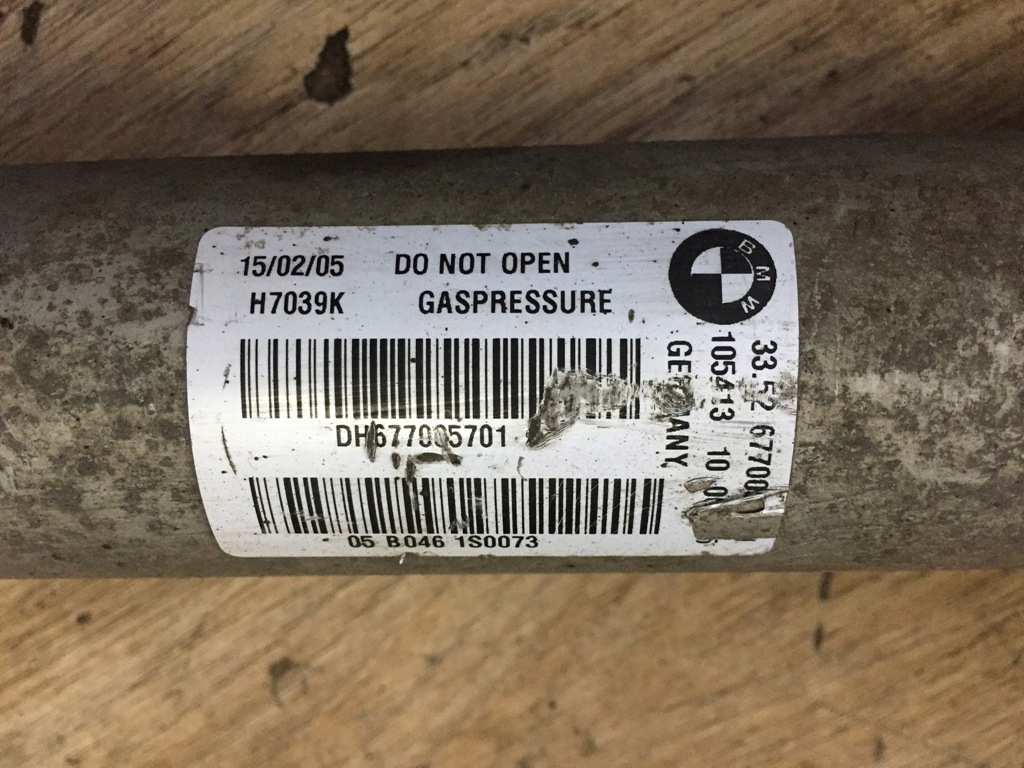 15/02/05 DO NOT OPEN
H7039K GASPRESSURE
DH677005701
05 B046 1S0073
BMW
33.52 67700
105413 10 0
GERMANY